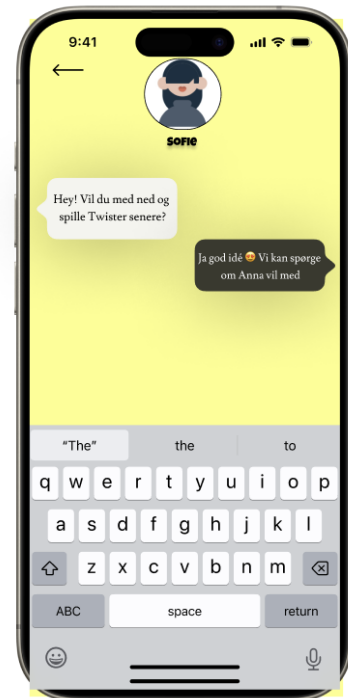 9:41
Sofie
Hey! Vil du med ned og
spille Twister senere?
Ja god idé 😍 Vi kan spørge
om Anna vil med
"The" the to
q w e r t y u i o p
a s d f g h j k l
z x c v b n m
ABC space return